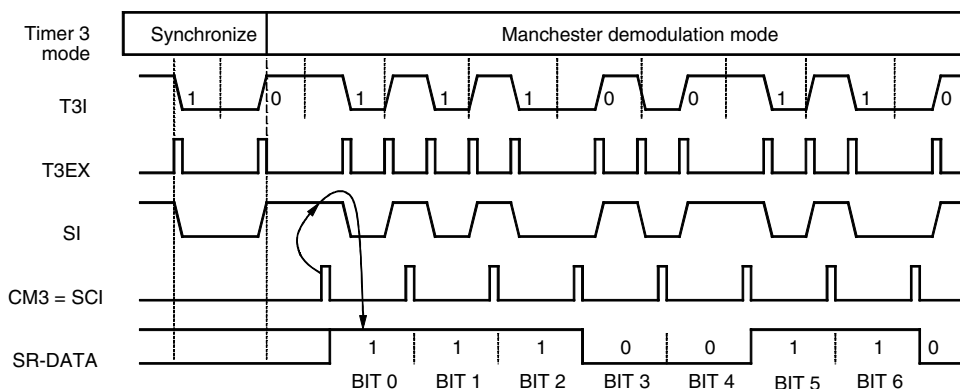 Timer 3 mode
Synchronize
Manchester demodulation mode
T3I
1 0 1 1 1 0 0 1 1 0
T3EX
SI
CM3 = SCI
SR-DATA
1 1 1 0 0 1 1 0
BIT 0 BIT 1 BIT 2 BIT 3 BIT 4 BIT 5 BIT 6